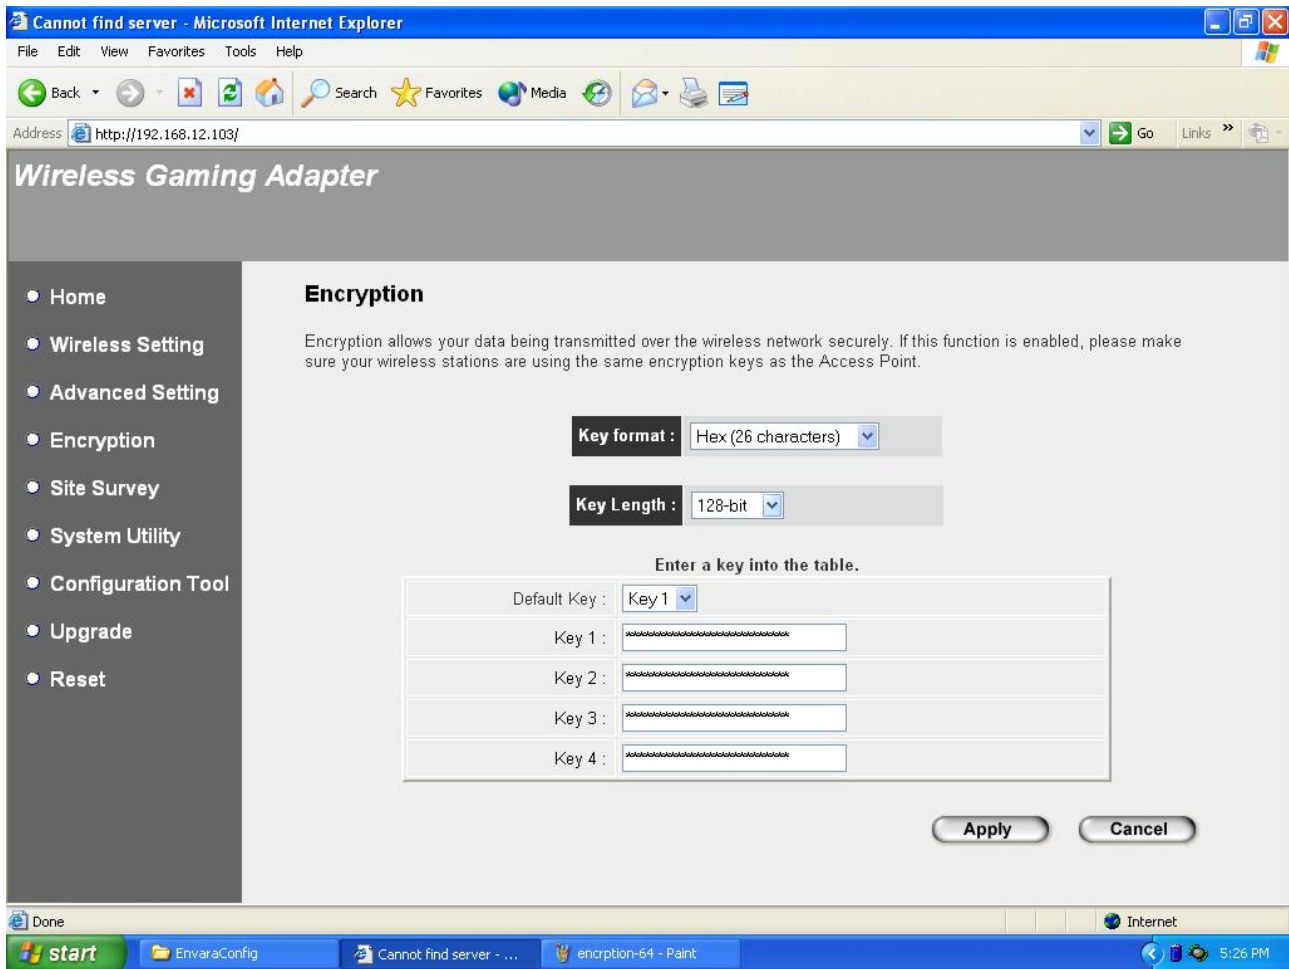 Cannot find server - Microsoft Internet Explorer
File Edit View Favorites Tools Help
Back Search Favorites Media
Address http://192.168.12.103/ Go Links »
Wireless Gaming Adapter
Home
Wireless Setting
Advanced Setting
Encryption
Site Survey
System Utility
Configuration Tool
Upgrade
Reset
Encryption
Encryption allows your data being transmitted over the wireless network securely. If this function is enabled, please make
sure your wireless stations are using the same encryption keys as the Access Point.
Key format : Hex (26 characters)
Key Length : 128-bit
Enter a key into the table.
Default Key : Key 1
Key 1 : **************************
Key 2 : **************************
Key 3 : **************************
Key 4 : **************************
Apply Cancel
Done Internet
start EnvaraConfig Cannot find server - ... encrption-64 - Paint 5:26 PM